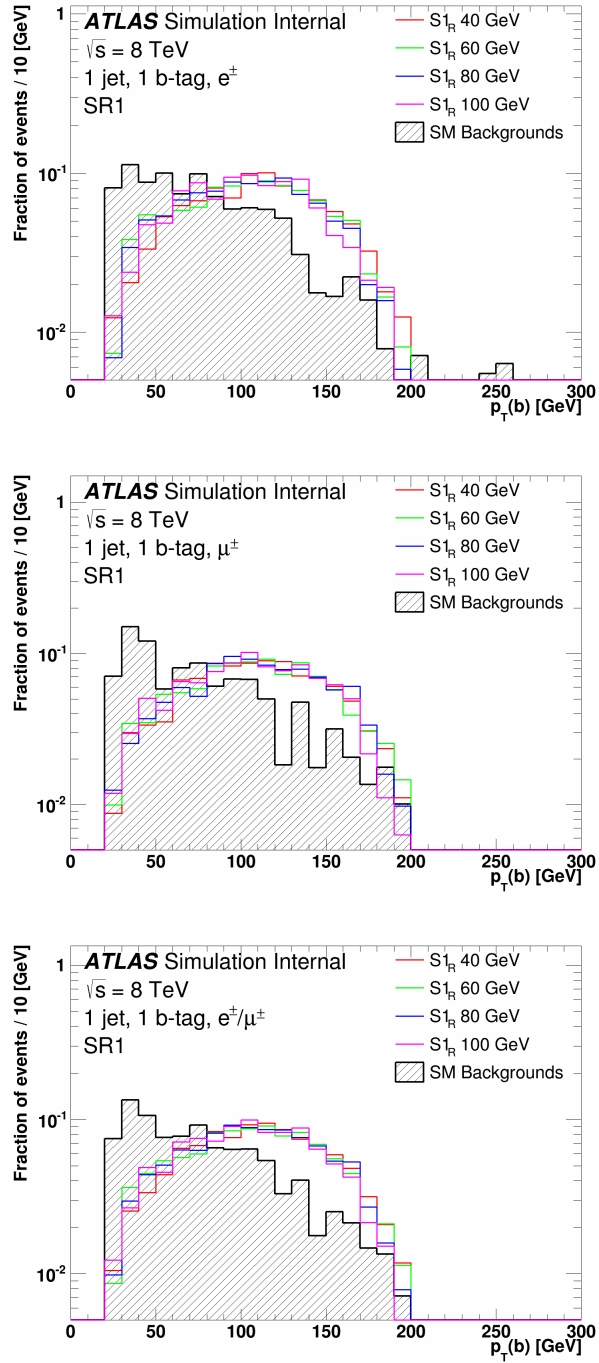 Fraction of events / 10 [GeV]
1
10⁻¹
10⁻²
ATLAS Simulation Internal
√s = 8 TeV
1 jet, 1 b-tag, e±
SR1
S1R 40 GeV
S1R 60 GeV
S1R 80 GeV
S1R 100 GeV
SM Backgrounds
0 50 100 150 200 250 300
pT(b) [GeV]
Fraction of events / 10 [GeV]
1
10⁻¹
10⁻²
ATLAS Simulation Internal
√s = 8 TeV
1 jet, 1 b-tag, μ±
SR1
S1R 40 GeV
S1R 60 GeV
S1R 80 GeV
S1R 100 GeV
SM Backgrounds
0 50 100 150 200 250 300
pT(b) [GeV]
Fraction of events / 10 [GeV]
1
10⁻¹
10⁻²
ATLAS Simulation Internal
√s = 8 TeV
1 jet, 1 b-tag, e±/μ±
SR1
S1R 40 GeV
S1R 60 GeV
S1R 80 GeV
S1R 100 GeV
SM Backgrounds
0 50 100 150 200 250 300
pT(b) [GeV]